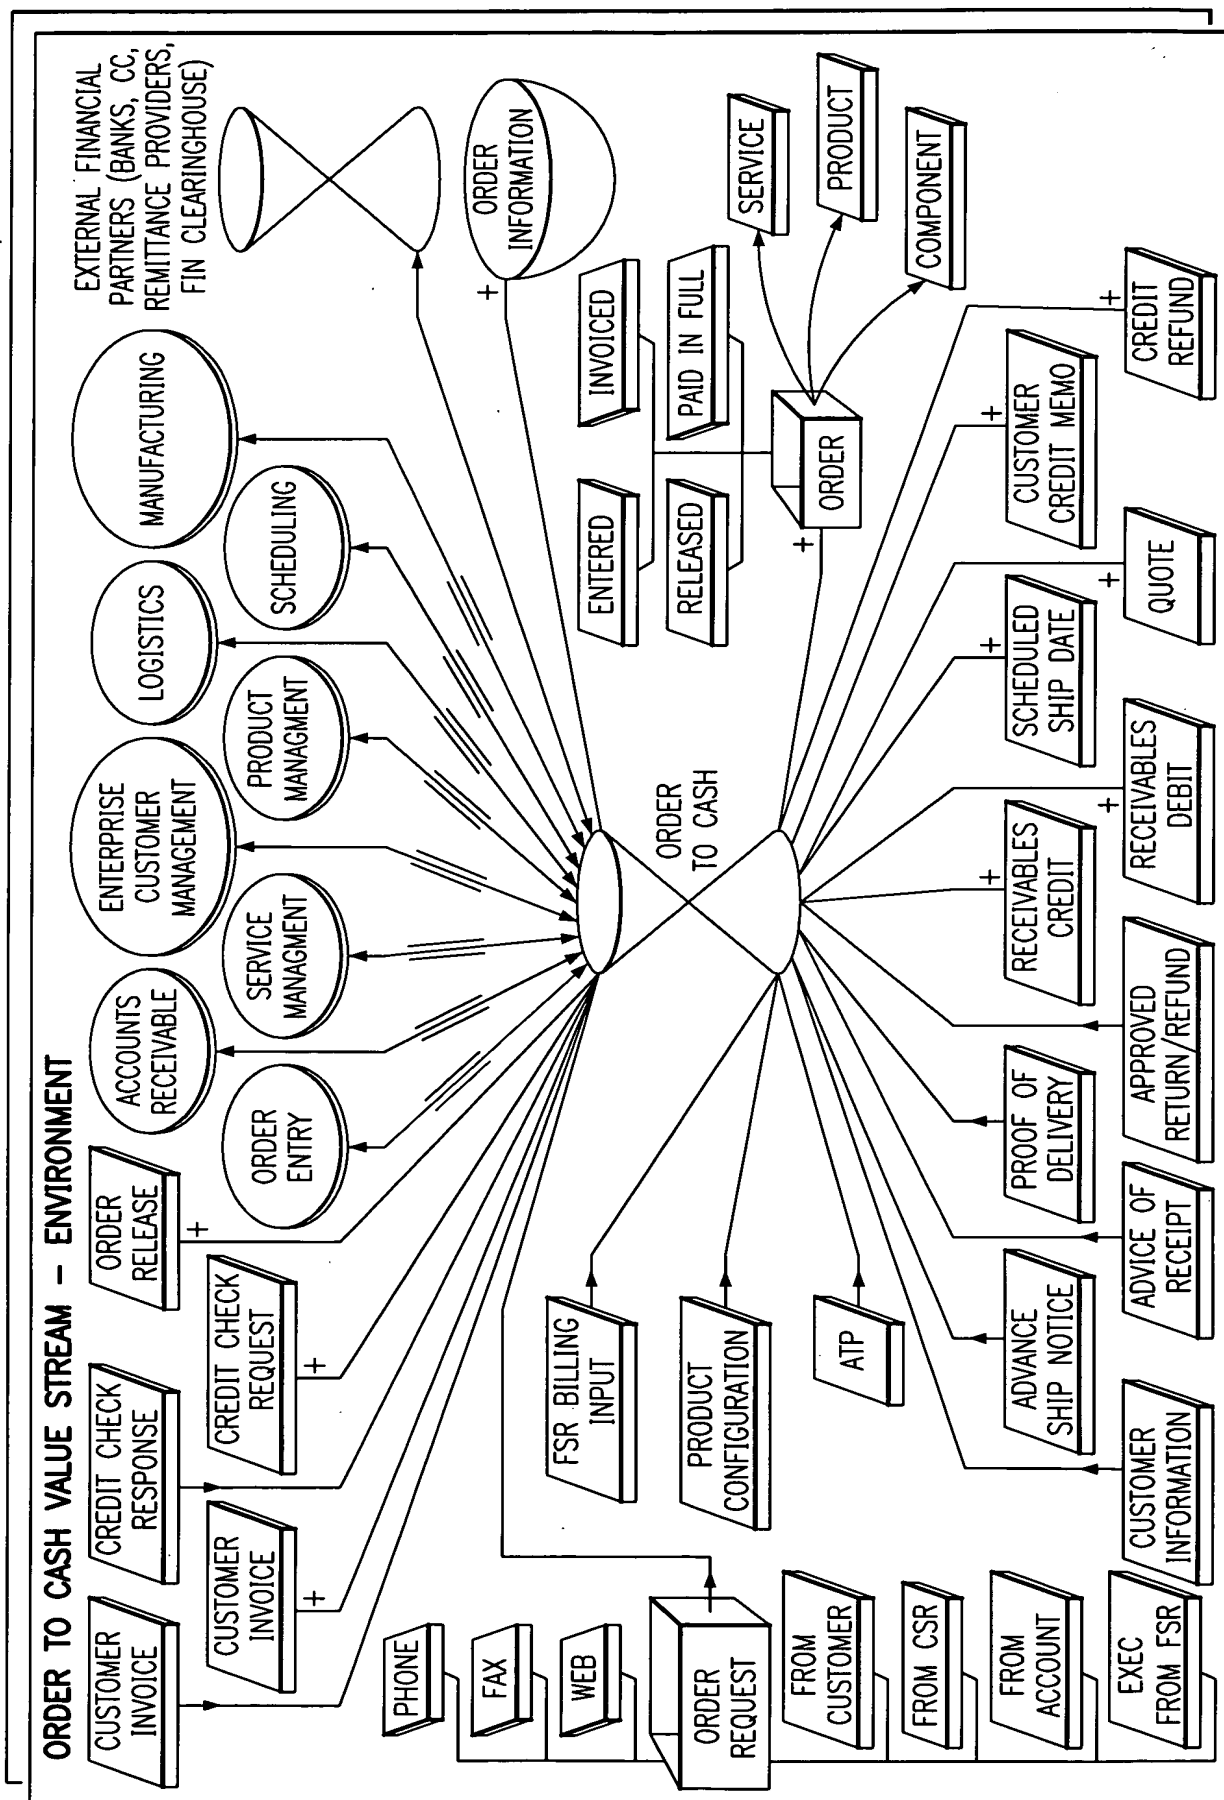 ORDER TO CASH VALUE STREAM – ENVIRONMENT
CUSTOMER
INVOICE
CREDIT CHECK
RESPONSE
ORDER
RELEASE
ACCOUNTS
RECEIVABLE
ENTERPRISE
CUSTOMER
MANAGEMENT
LOGISTICS
MANUFACTURING
EXTERNAL FINANCIAL
PARTNERS (BANKS, CC,
REMITTANCE PROVIDERS,
FIN CLEARINGHOUSE)
CUSTOMER
INVOICE
+
CREDIT CHECK
REQUEST
+
+
ORDER
ENTRY
SERVICE
MANAGMENT
PRODUCT
MANAGMENT
SCHEDULING
ORDER
INFORMATION
+
PHONE
FAX
WEB
ORDER
REQUEST
FROM
CUSTOMER
FROM CSR
FROM
ACCOUNT
EXEC
FROM FSR
FSR BILLING
INPUT
PRODUCT
CONFIGURATION
ATP
ORDER
TO CASH
ENTERED
INVOICED
RELEASED
PAID IN FULL
ORDER
+
SERVICE
PRODUCT
COMPONENT
CUSTOMER
INFORMATION
ADVANCE
SHIP NOTICE
ADVICE OF
RECEIPT
PROOF OF
DELIVERY
APPROVED
RETURN/REFUND
+
RECEIVABLES
CREDIT
+
RECEIVABLES
DEBIT
+
SCHEDULED
SHIP DATE
+
QUOTE
+
CUSTOMER
CREDIT MEMO
+
CREDIT
REFUND